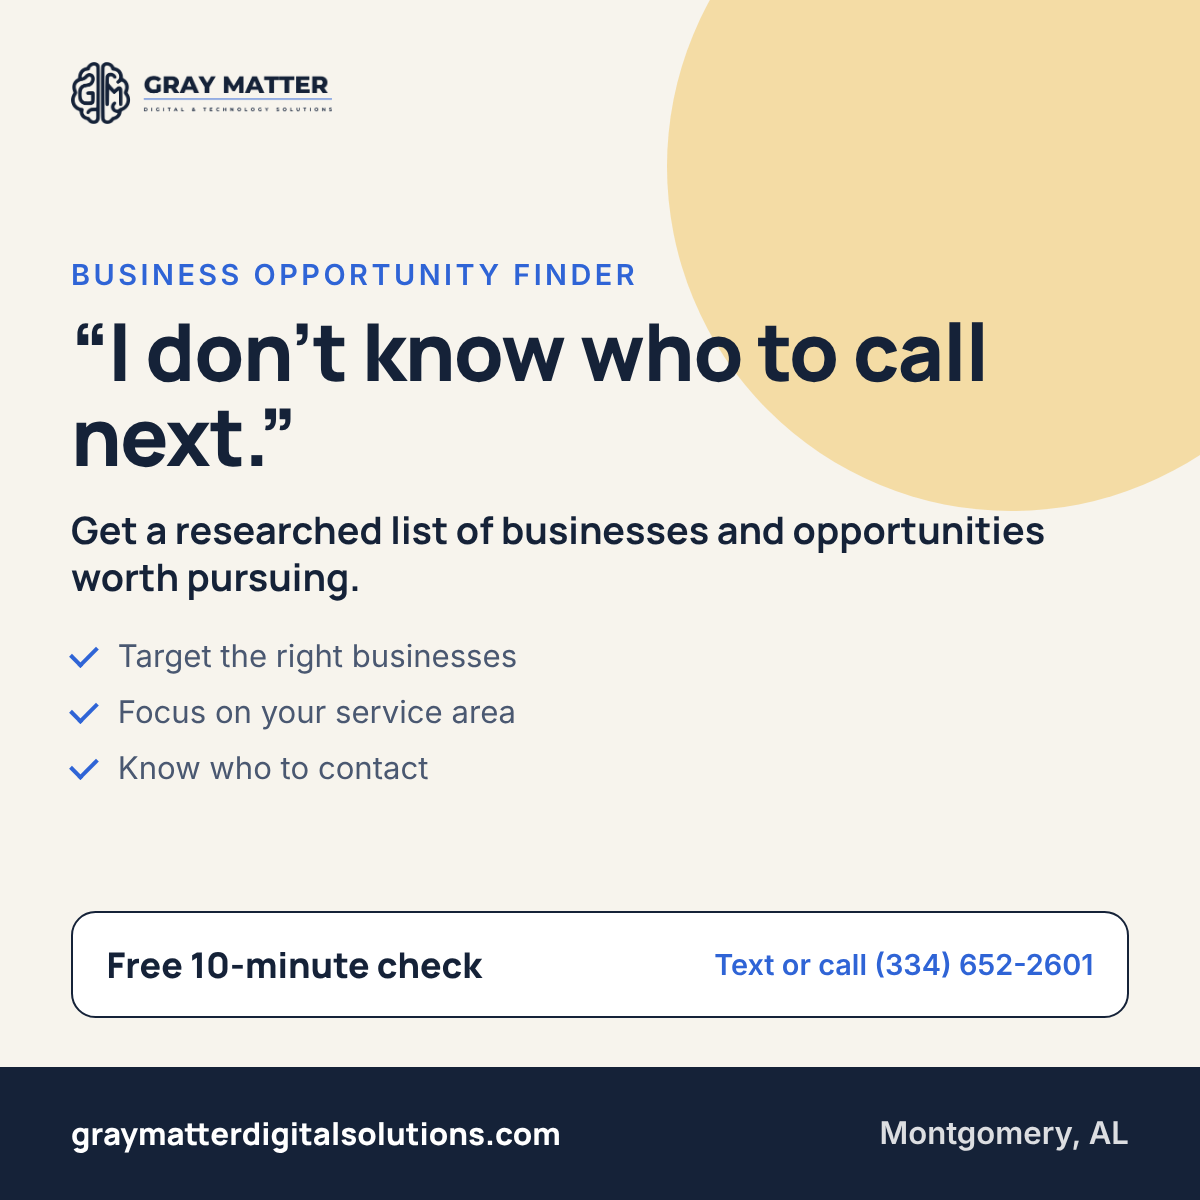 GM
GRAY MATTER
DIGITAL & TECHNOLOGY SOLUTIONS
BUSINESS OPPORTUNITY FINDER
“I don’t know who to call
next.”
Get a researched list of businesses and opportunities
worth pursuing.
Target the right businesses
Focus on your service area
Know who to contact
Free 10-minute check
Text or call (334) 652-2601
graymatterdigitalsolutions.com
Montgomery, AL